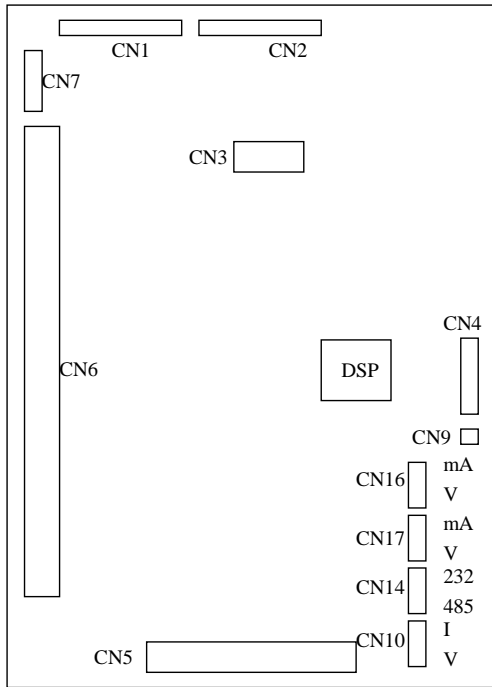 CN1
CN2
CN7
CN3
CN4
CN6
DSP
CN9
CN16
mA
V
CN17
mA
V
CN14
232
485
CN10
I
V
CN5